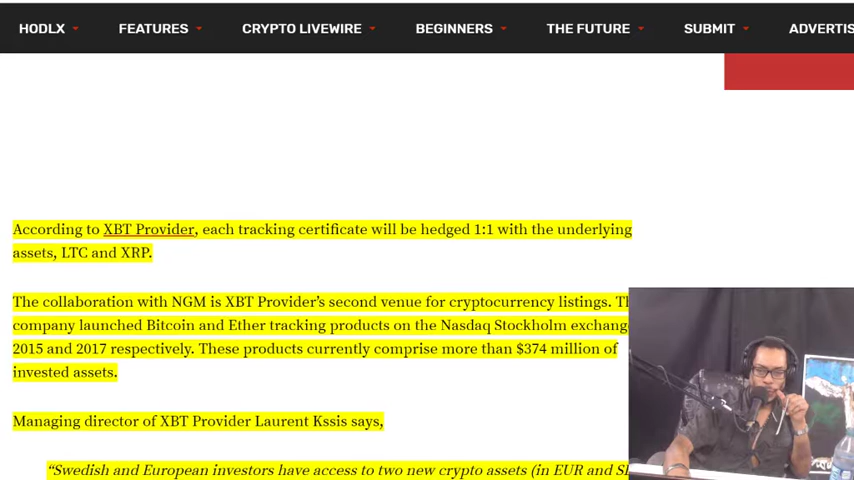 HODLX FEATURES CRYPTO LIVEWIRE BEGINNERS THE FUTURE SUBMIT
According to XBT Provider, each tracking certificate will be hedged 1:1 with the underlying
assets, LTC and XRP.
The collaboration with NGM is XBT Provider's second venue for cryptocurrency listings.
company launched Bitcoin and Ether tracking products on the Nasdaq Stockholm
2015 and 2017 respectively. These products currently comprise more than $374 million of
invested assets.
Managing director of XBT Provider Laurent Kssis says,
“Swedish and European investors have access to two new crypto assets (in EUR and